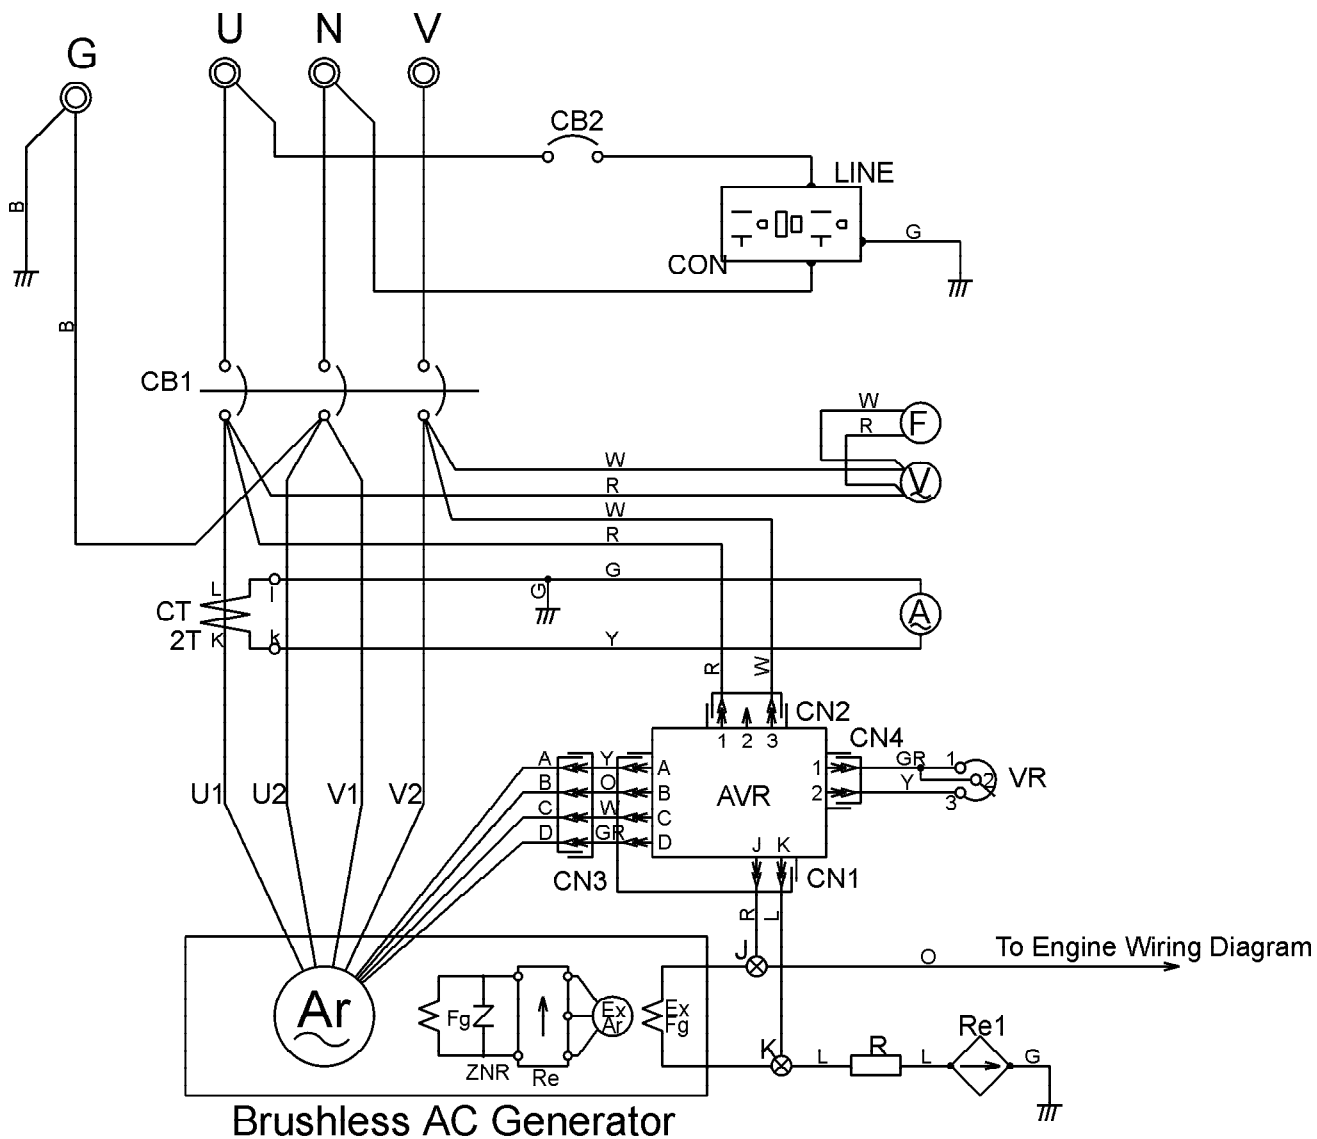 U N V
G
CB2
LINE
B
G
CON
B
CB1
W
F
R
W
V
R
W
R
G
L
l
G
CT
A
2T K k
Y
R W
CN2
1 2 3
CN4
A Y A
1 GR 1
U1 U2 V1 V2
B O B
AVR
2 Y 2 VR
3
C W C
D GR D
J K
CN3
CN1
R L
J
O
To Engine Wiring Diagram
Ar
Fg
Ex
Ar
Ex
Fg
K
L R L Re1 G
ZNR Re
Brushless AC Generator